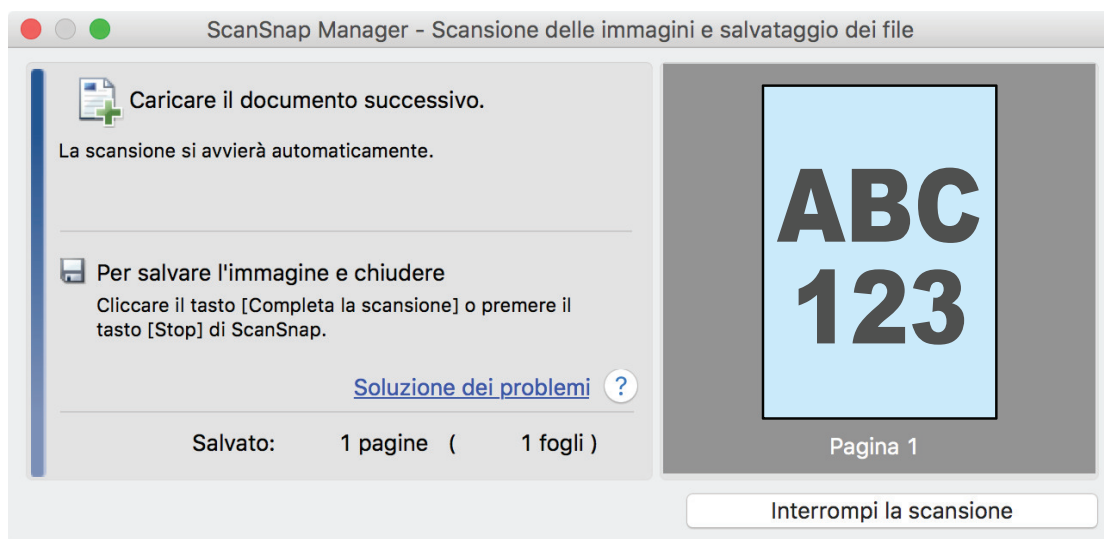 ScanSnap Manager - Scansione delle immagini e salvataggio dei file
Caricare il documento successivo.
La scansione si avvierà automaticamente.
Per salvare l'immagine e chiudere
Cliccare il tasto [Completa la scansione] o premere il
tasto [Stop] di ScanSnap.
Soluzione dei problemi ?
Salvato: 1 pagine ( 1 fogli )
ABC
123
Pagina 1
Interrompi la scansione